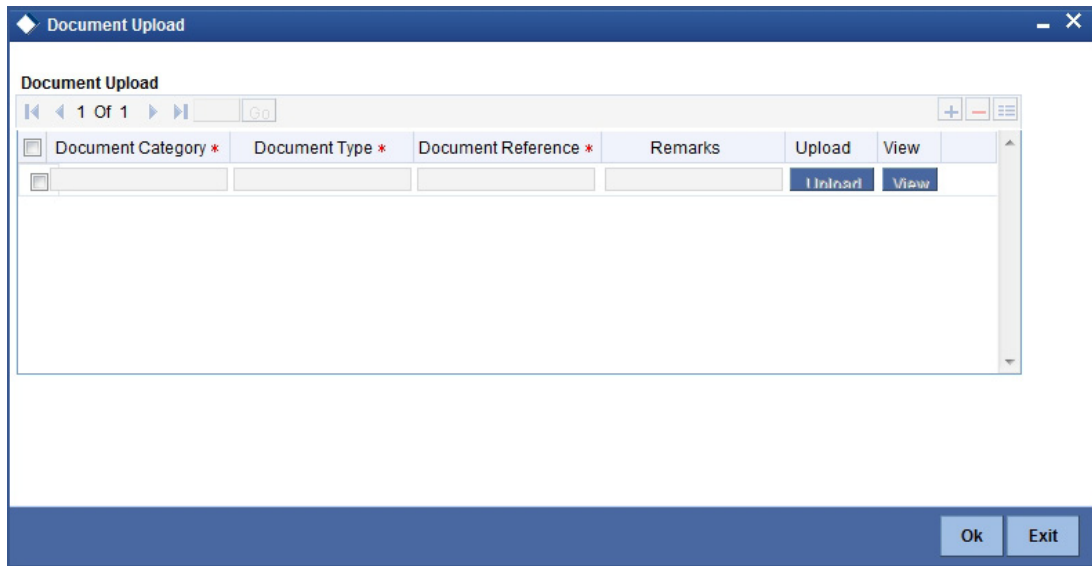 Document Upload
Document Upload
1 Of 1 Go
Document Category * Document Type * Document Reference * Remarks Upload View
Upload View
Ok Exit